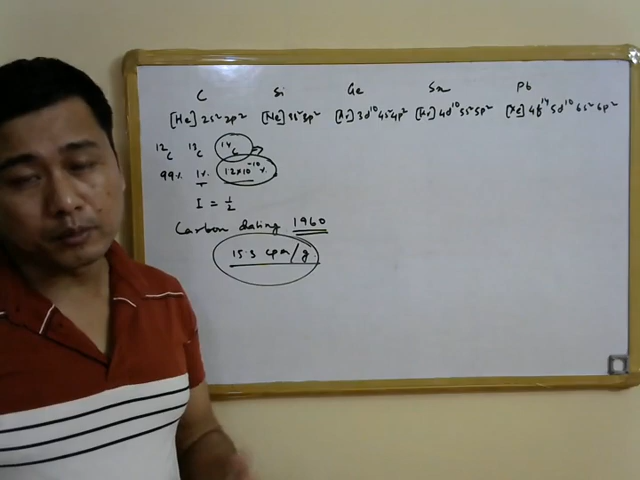 C Si Ge Sn Pb
[He] 2s² 2p² [Ne] 3s² 3p² [Ar] 3d¹⁰ 4s² 4p² [Kr] 4d¹⁰ 5s² 5p² [Xe] 4f¹⁴ 5d¹⁰ 6s² 6p²
¹²C ¹³C ¹⁴C
99% 1% 12×10⁻¹⁰%
I = ½
Carbon dating 1960
15.3 cpm/g